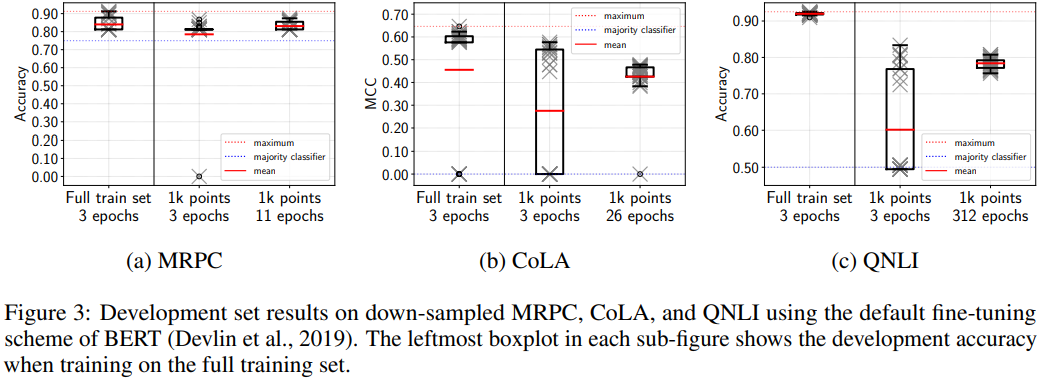 Accuracy
0.90
0.80
0.70
0.60
0.50
0.40
0.30
0.20
0.10
0.00
maximum
majority classifier
mean
Full train set
3 epochs
1k points
3 epochs
1k points
11 epochs
(a) MRPC
MCC
0.70
0.60
0.50
0.40
0.30
0.20
0.10
0.00
maximum
majority classifier
mean
Full train set
3 epochs
1k points
3 epochs
1k points
26 epochs
(b) CoLA
Accuracy
0.90
0.80
0.70
0.60
0.50
maximum
majority classifier
mean
Full train set
3 epochs
1k points
3 epochs
1k points
312 epochs
(c) QNLI
Figure 3: Development set results on down-sampled MRPC, CoLA, and QNLI using the default fine-tuning
scheme of BERT (Devlin et al., 2019). The leftmost boxplot in each sub-figure shows the development accuracy
when training on the full training set.